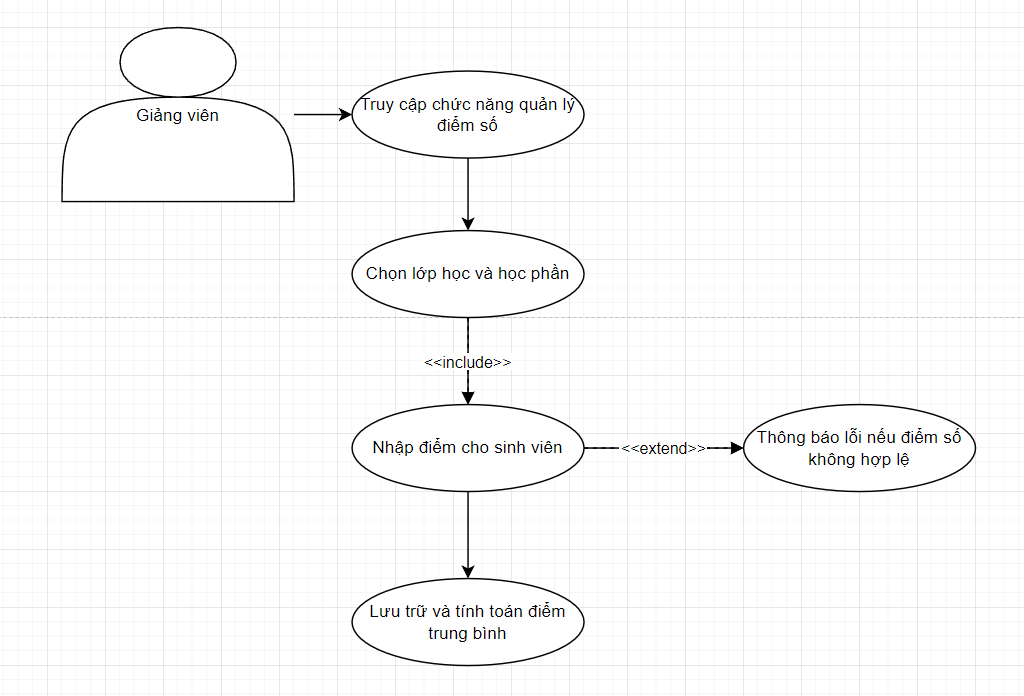 Giảng viên
Truy cập chức năng quản lý
điểm số
Chọn lớp học và học phần
<<include>>
Nhập điểm cho sinh viên
<<extend>>
Thông báo lỗi nếu điểm số
không hợp lệ
Lưu trữ và tính toán điểm
trung bình